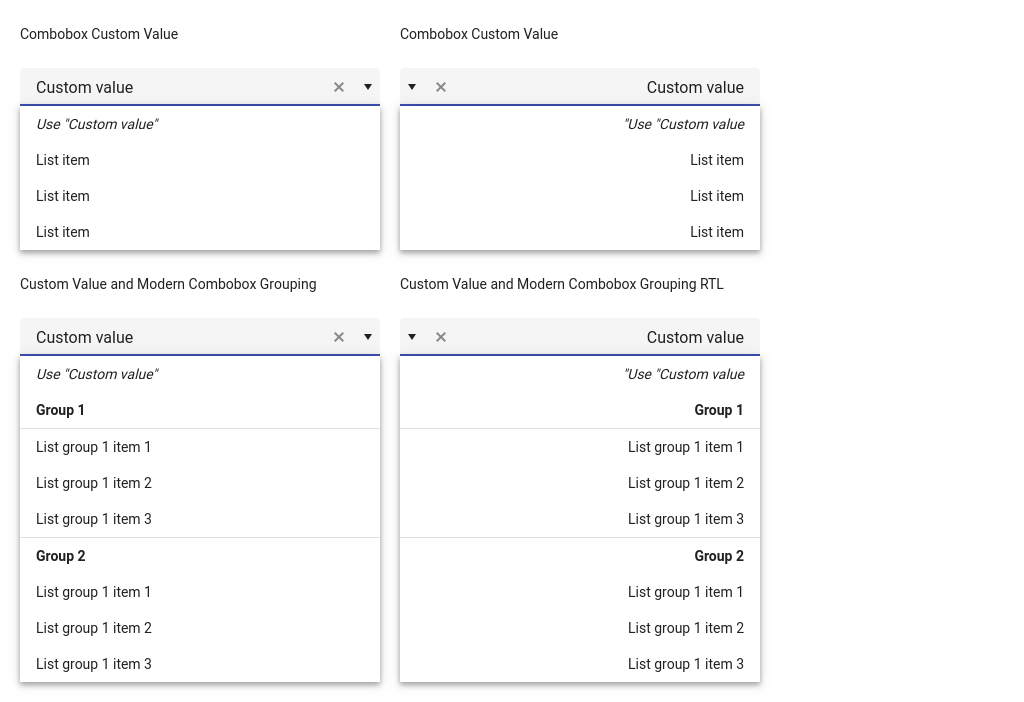 Combobox Custom Value
Custom value
Use "Custom value"
List item
List item
List item
Combobox Custom Value
Custom value
"Use "Custom value
List item
List item
List item
Custom Value and Modern Combobox Grouping
Custom value
Use "Custom value"
Group 1
List group 1 item 1
List group 1 item 2
List group 1 item 3
Group 2
List group 1 item 1
List group 1 item 2
List group 1 item 3
Custom Value and Modern Combobox Grouping RTL
Custom value
"Use "Custom value
Group 1
List group 1 item 1
List group 1 item 2
List group 1 item 3
Group 2
List group 1 item 1
List group 1 item 2
List group 1 item 3